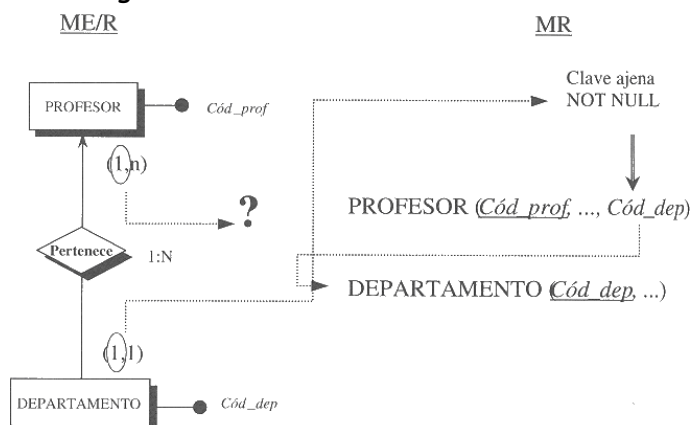 ME/R
MR
Clave ajena
NOT NULL
PROFESOR
Cód_prof
(1,n)
?
PROFESOR (Cód_prof, ..., Cód_dep)
Pertenece
1:N
DEPARTAMENTO (Cód_dep, ...)
(1,1)
DEPARTAMENTO
Cód_dep